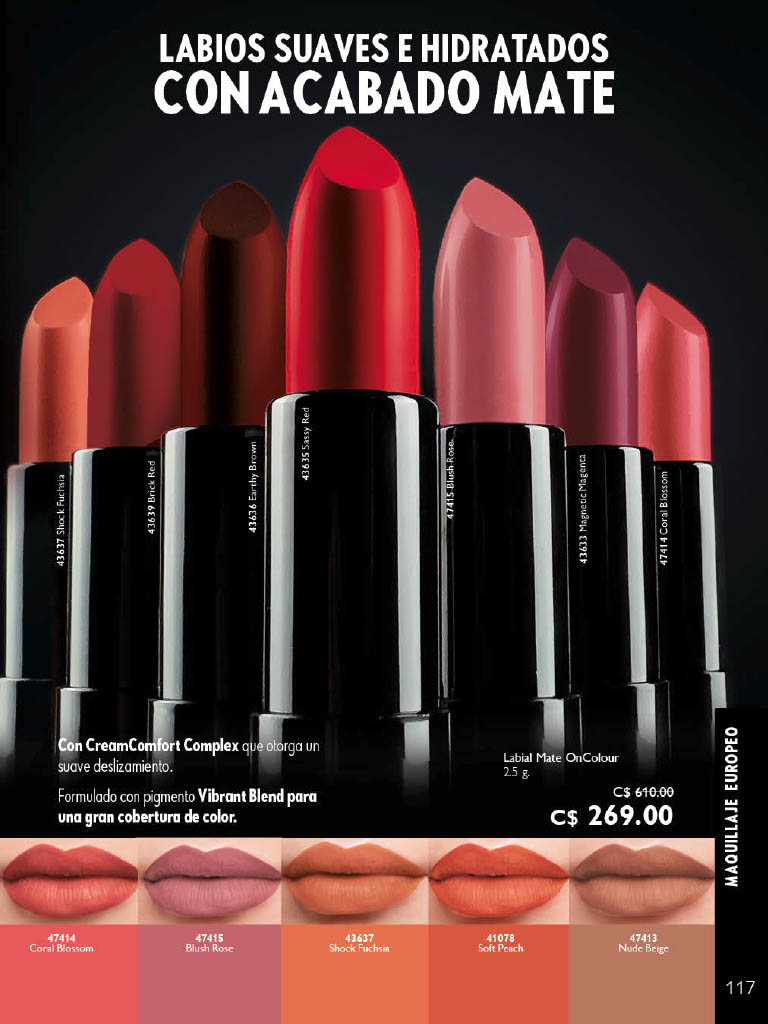 LABIOS SUAVES E HIDRATADOS
CON ACABADO MATE
43637 Shock Fuchsia
43639 Brick Red
43636 Earthy Brown
43635 Sassy Red
47415 Blush Rose
43633 Magnetic Magenta
47414 Coral Blossom
Con CreamComfort Complex que otorga un
suave deslizamiento.
Formulado con pigmento Vibrant Blend para
una gran cobertura de color.
Labial Mate OnColour
2.5 g.
C$ 610.00
C$ 269.00
MAQUILLAJE EUROPEO
47414
Coral Blossom
47415
Blush Rose
43637
Shock Fuchsia
41078
Soft Peach
47413
Nude Beige
117